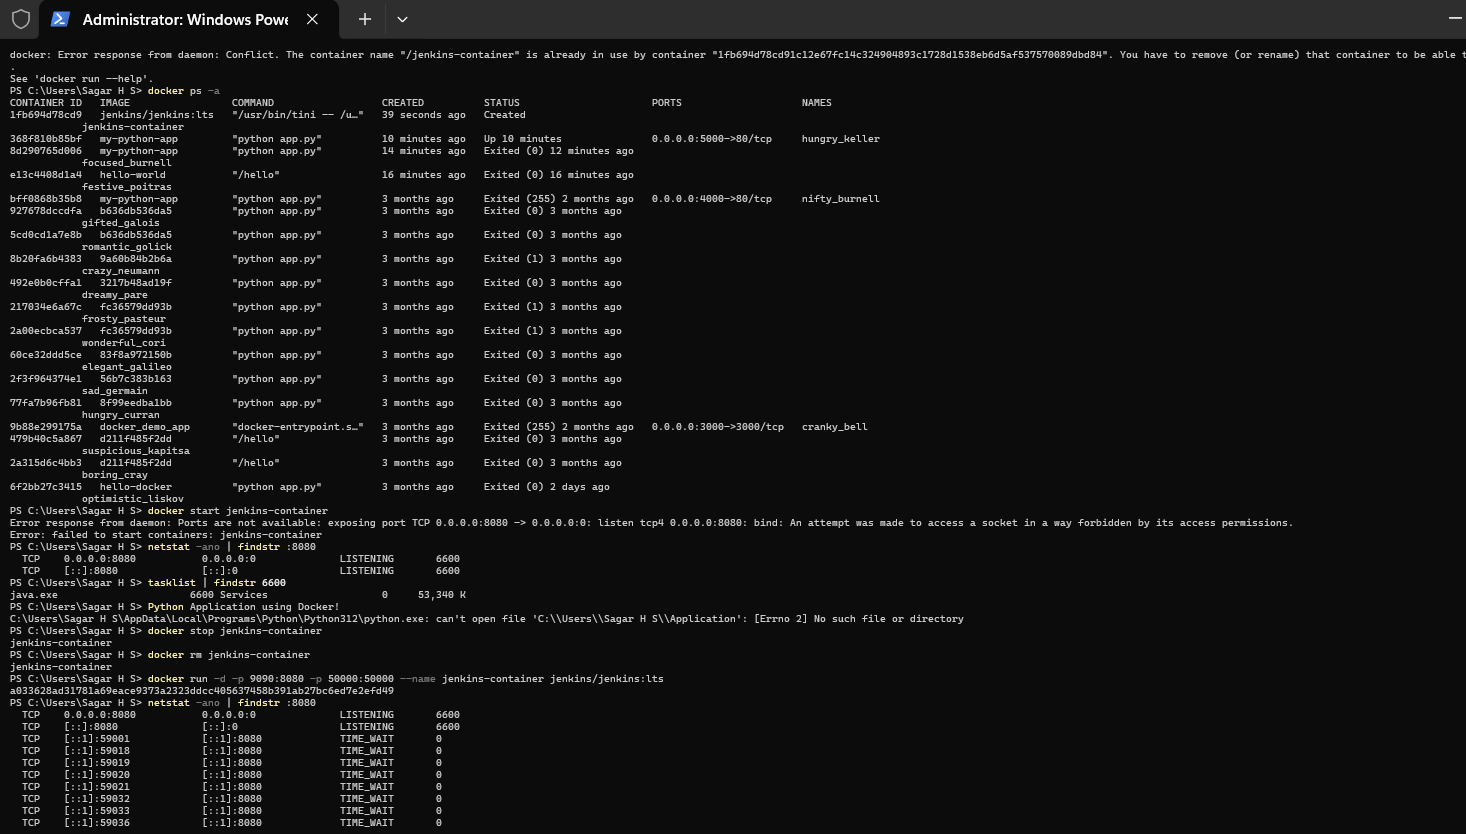 Administrator: Windows Powe
docker: Error response from daemon: Conflict. The container name "/jenkins-container" is already in use by container "1fb694d78cd91c12e67fc14c324904893c1728d1538eb6d5af537570089dbd84". You have to remove (or rename) that container to be able t
.
See 'docker run --help'.
PS C:\Users\Sagar H S> docker ps -a
CONTAINER ID   IMAGE                 COMMAND                  CREATED          STATUS                      PORTS                    NAMES
1fb694d78cd9   jenkins/jenkins:lts   "/usr/bin/tini -- /u…"   39 seconds ago   Created
            jenkins-container
368f810b85bf   my-python-app         "python app.py"          10 minutes ago   Up 10 minutes               0.0.0.0:5000->80/tcp     hungry_keller
8d290765d006   my-python-app         "python app.py"          14 minutes ago   Exited (0) 12 minutes ago
            focused_burnell
e13c4408d1a4   hello-world           "/hello"                 16 minutes ago   Exited (0) 16 minutes ago
            festive_poitras
bff0868b35b8   my-python-app         "python app.py"          3 months ago     Exited (255) 2 months ago   0.0.0.0:4000->80/tcp     nifty_burnell
927678dccdfa   b636db536da5          "python app.py"          3 months ago     Exited (0) 3 months ago
            gifted_galois
5cd0cd1a7e8b   b636db536da5          "python app.py"          3 months ago     Exited (0) 3 months ago
            romantic_golick
8b20fa6b4383   9a60b84b2b6a          "python app.py"          3 months ago     Exited (1) 3 months ago
            crazy_neumann
492e0b0cffa1   3217b48ad19f          "python app.py"          3 months ago     Exited (0) 3 months ago
            dreamy_pare
217034e6a67c   fc36579dd93b          "python app.py"          3 months ago     Exited (1) 3 months ago
            frosty_pasteur
2a00ecbca537   fc36579dd93b          "python app.py"          3 months ago     Exited (1) 3 months ago
            wonderful_cori
60ce32ddd5ce   83f8a972150b          "python app.py"          3 months ago     Exited (0) 3 months ago
            elegant_galileo
2f3f964374e1   56b7c383b163          "python app.py"          3 months ago     Exited (0) 3 months ago
            sad_germain
77fa7b96fb81   8f99eedba1bb          "python app.py"          3 months ago     Exited (0) 3 months ago
            hungry_curran
9b88e299175a   docker_demo_app       "docker-entrypoint.s…"   3 months ago     Exited (255) 2 months ago   0.0.0.0:3000->3000/tcp   cranky_bell
479b40c5a867   d211f485f2dd          "/hello"                 3 months ago     Exited (0) 3 months ago
            suspicious_kapitsa
2a315d6c4bb3   d211f485f2dd          "/hello"                 3 months ago     Exited (0) 3 months ago
            boring_cray
6f2bb27c3415   hello-docker          "python app.py"          3 months ago     Exited (0) 2 days ago
            optimistic_liskov
PS C:\Users\Sagar H S> docker start jenkins-container
Error response from daemon: Ports are not available: exposing port TCP 0.0.0.0:8080 -> 0.0.0.0:0: listen tcp4 0.0.0.0:8080: bind: An attempt was made to access a socket in a way forbidden by its access permissions.
Error: failed to start containers: jenkins-container
PS C:\Users\Sagar H S> netstat -ano | findstr :8080
  TCP    0.0.0.0:8080           0.0.0.0:0              LISTENING       6600
  TCP    [::]:8080              [::]:0                 LISTENING       6600
PS C:\Users\Sagar H S> tasklist | findstr 6600
java.exe                      6600 Services                   0     53,340 K
PS C:\Users\Sagar H S> Python Application using Docker!
C:\Users\Sagar H S\AppData\Local\Programs\Python\Python312\python.exe: can't open file 'C:\\Users\\Sagar H S\\Application': [Errno 2] No such file or directory
PS C:\Users\Sagar H S> docker stop jenkins-container
jenkins-container
PS C:\Users\Sagar H S> docker rm jenkins-container
jenkins-container
PS C:\Users\Sagar H S> docker run -d -p 9090:8080 -p 50000:50000 --name jenkins-container jenkins/jenkins:lts
a033628ad31781a69eace9373a2323ddcc405637458b391ab27bc6ed7e2efd49
PS C:\Users\Sagar H S> netstat -ano | findstr :8080
  TCP    0.0.0.0:8080           0.0.0.0:0              LISTENING       6600
  TCP    [::]:8080              [::]:0                 LISTENING       6600
  TCP    [::1]:59001            [::1]:8080             TIME_WAIT       0
  TCP    [::1]:59018            [::1]:8080             TIME_WAIT       0
  TCP    [::1]:59019            [::1]:8080             TIME_WAIT       0
  TCP    [::1]:59020            [::1]:8080             TIME_WAIT       0
  TCP    [::1]:59021            [::1]:8080             TIME_WAIT       0
  TCP    [::1]:59032            [::1]:8080             TIME_WAIT       0
  TCP    [::1]:59033            [::1]:8080             TIME_WAIT       0
  TCP    [::1]:59036            [::1]:8080             TIME_WAIT       0